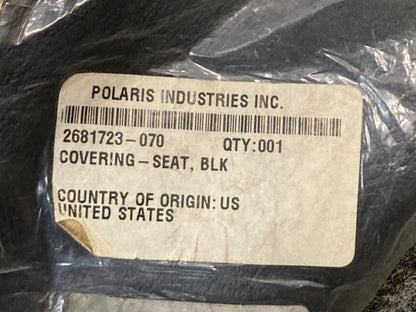 POLARIS INDUSTRIES INC.
2681723-070 QTY:001
COVERING-SEAT, BLK
COUNTRY OF ORIGIN: US
UNITED STATES